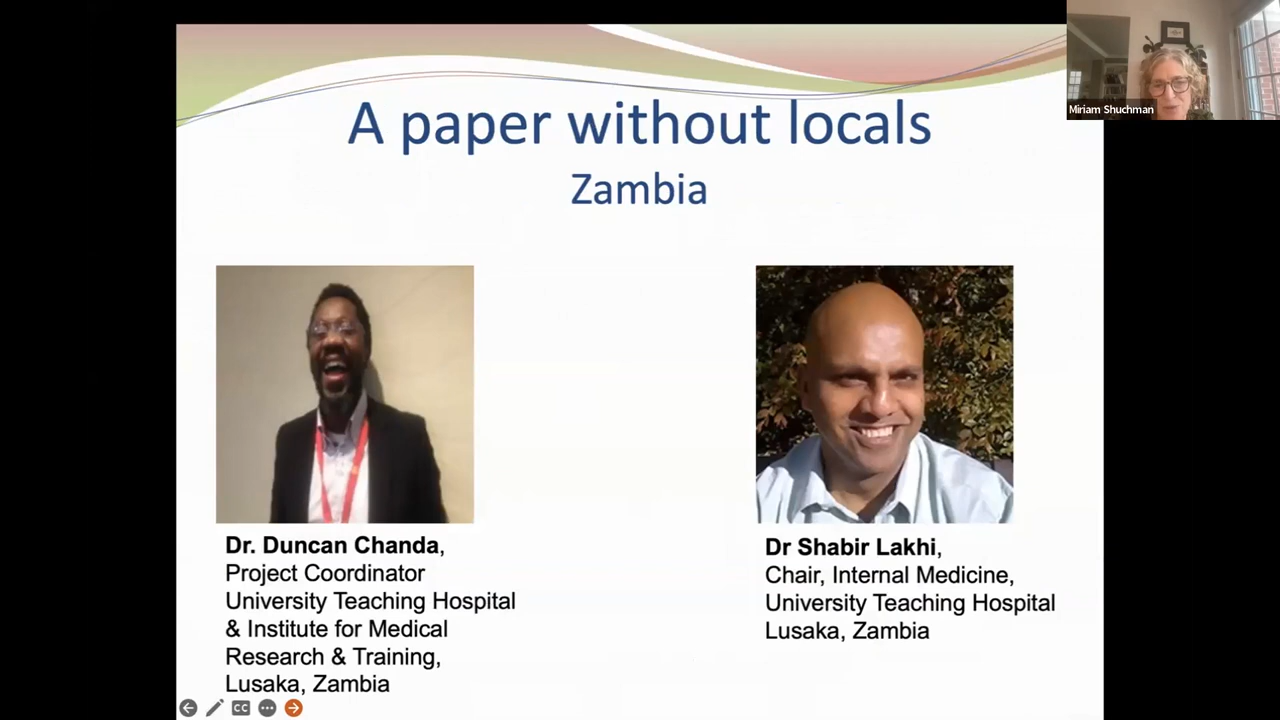 A paper without locals
Zambia
Miriam Shuchman
Dr. Duncan Chanda,
Project Coordinator
University Teaching Hospital
& Institute for Medical
Research & Training,
Lusaka, Zambia
Dr Shabir Lakhi,
Chair, Internal Medicine,
University Teaching Hospital
Lusaka, Zambia
CC